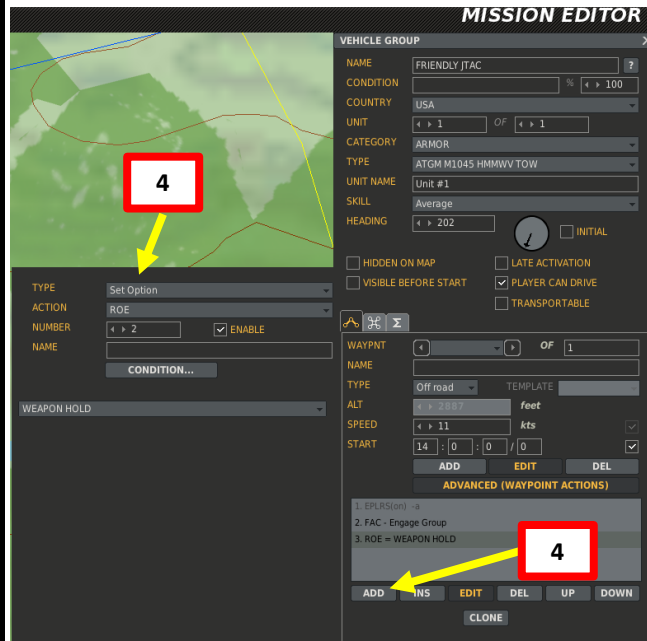 MISSION EDITOR
VEHICLE GROUP
NAME FRIENDLY JTAC ?
CONDITION % 100
COUNTRY USA
UNIT 1 OF 1
CATEGORY ARMOR
TYPE ATGM M1045 HMMWV TOW
UNIT NAME Unit #1
SKILL Average
HEADING 202 INITIAL
HIDDEN ON MAP LATE ACTIVATION
VISIBLE BEFORE START PLAYER CAN DRIVE
TRANSPORTABLE
Σ
WAYPNT OF 1
NAME
TYPE Off road TEMPLATE
ALT 2887 feet
SPEED 11 kts
START 14 : 0 : 0 / 0
ADD EDIT DEL
ADVANCED (WAYPOINT ACTIONS)
1. EPLRS(on) -a
2. FAC - Engage Group
3. ROE = WEAPON HOLD
4
ADD INS EDIT DEL UP DOWN
CLONE
4
TYPE Set Option
ACTION ROE
NUMBER 2 ENABLE
NAME
CONDITION...
WEAPON HOLD